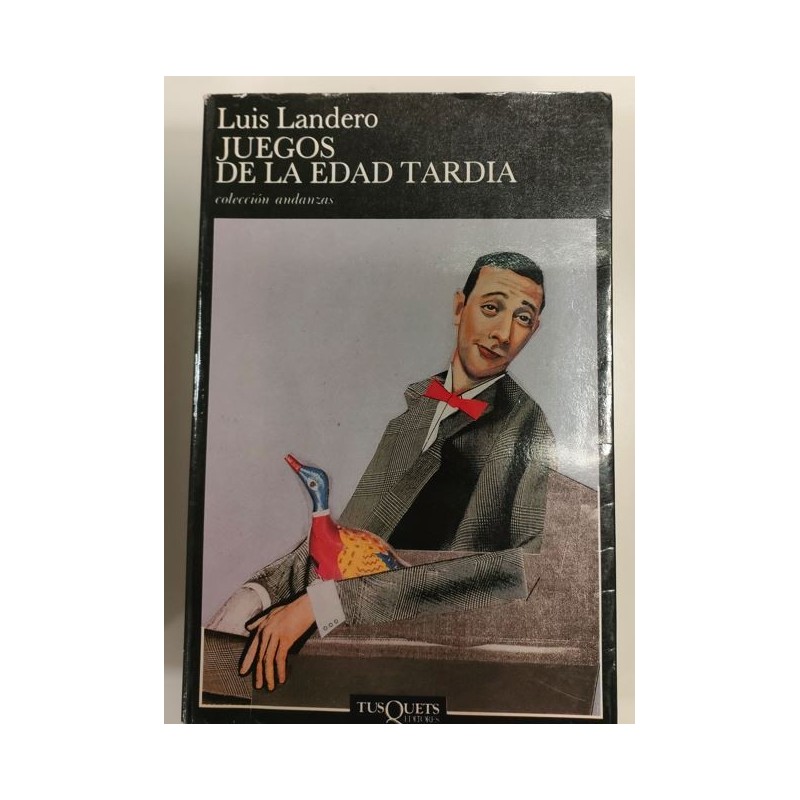 Luis Landero
JUEGOS
DE LA EDAD TARDIA
colección andanzas
TUSQUETS
EDITORES